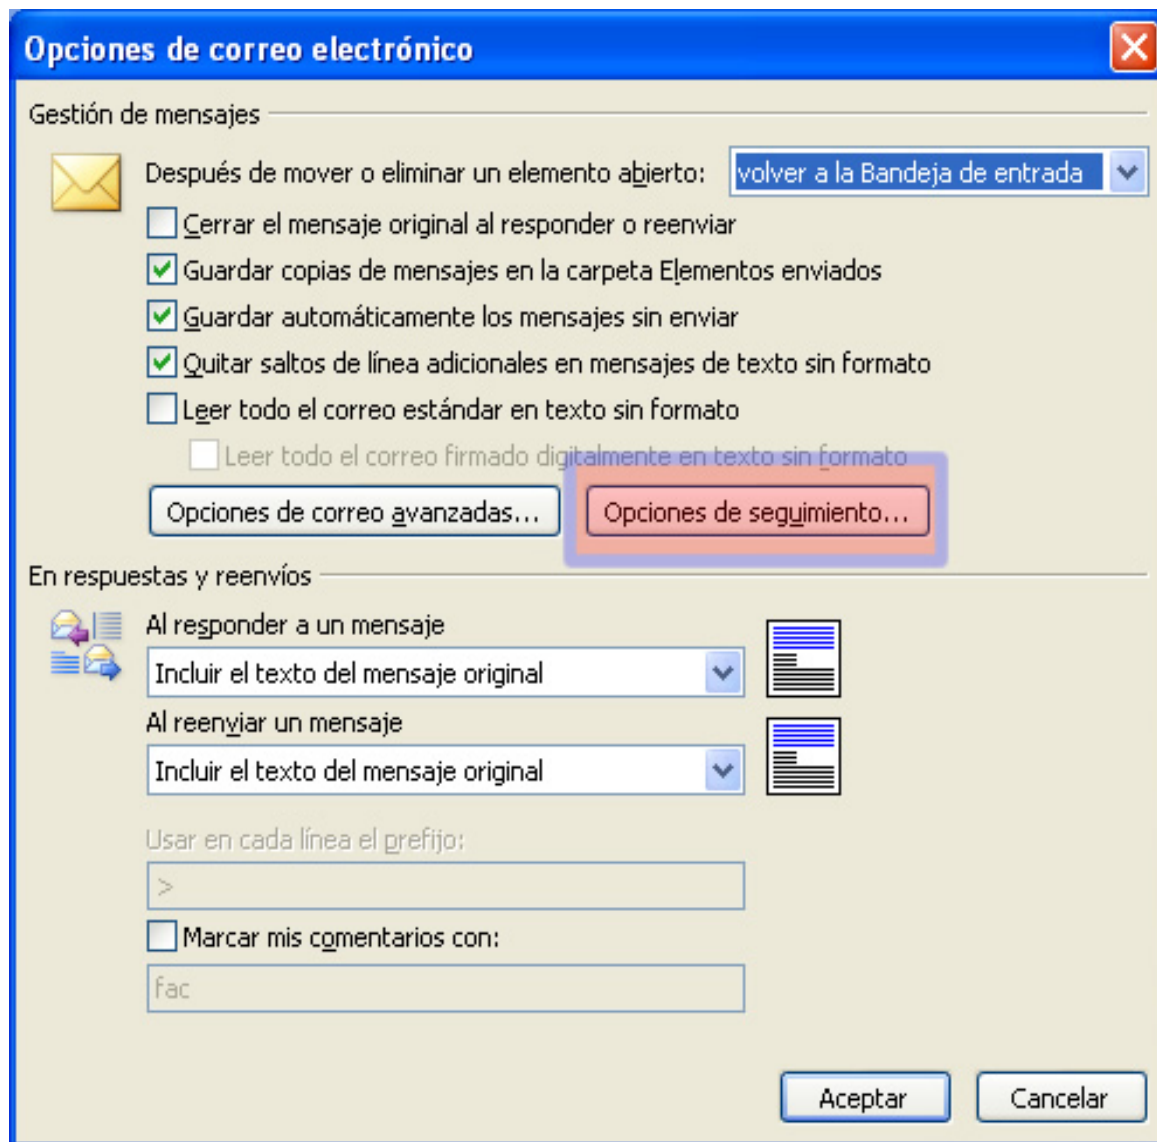 Opciones de correo electrónico
Gestión de mensajes
Después de mover o eliminar un elemento abierto: volver a la Bandeja de entrada
Cerrar el mensaje original al responder o reenviar
Guardar copias de mensajes en la carpeta Elementos enviados
Guardar automáticamente los mensajes sin enviar
Quitar saltos de línea adicionales en mensajes de texto sin formato
Leer todo el correo estándar en texto sin formato
Leer todo el correo firmado digitalmente en texto sin formato
Opciones de correo avanzadas... Opciones de seguimiento...
En respuestas y reenvíos
Al responder a un mensaje
Incluir el texto del mensaje original
Al reenviar un mensaje
Incluir el texto del mensaje original
Usar en cada línea el prefijo:
>
Marcar mis comentarios con:
fac
Aceptar Cancelar